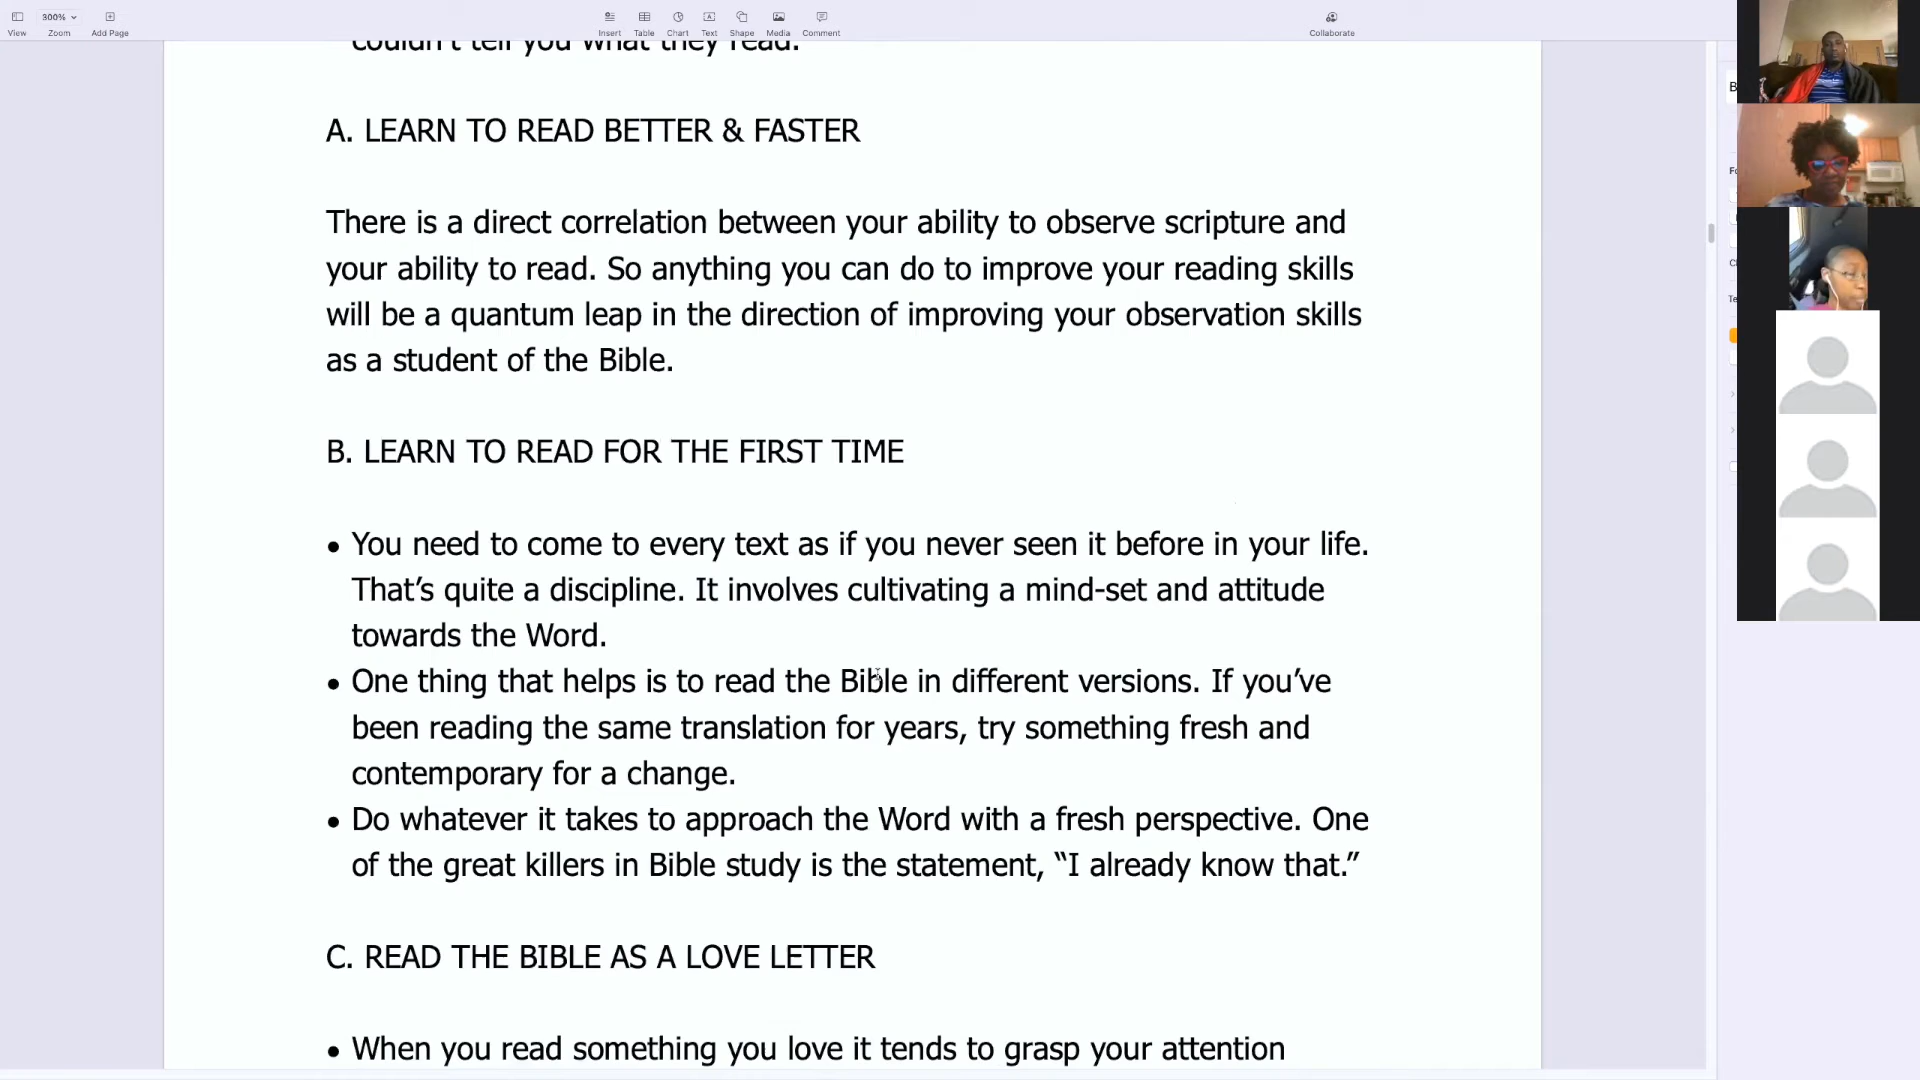 300%
View
Zoom
Add Page
Insert
Table
Chart
Text
Shape
Media
Comment
Collaborate
couldn't tell you what they read.
A. LEARN TO READ BETTER & FASTER
There is a direct correlation between your ability to observe scripture and
your ability to read. So anything you can do to improve your reading skills
will be a quantum leap in the direction of improving your observation skills
as a student of the Bible.
B. LEARN TO READ FOR THE FIRST TIME
• You need to come to every text as if you never seen it before in your life.
That’s quite a discipline. It involves cultivating a mind-set and attitude
towards the Word.
• One thing that helps is to read the Bible in different versions. If you’ve
been reading the same translation for years, try something fresh and
contemporary for a change.
• Do whatever it takes to approach the Word with a fresh perspective. One
of the great killers in Bible study is the statement, “I already know that.”
C. READ THE BIBLE AS A LOVE LETTER
• When you read something you love it tends to grasp your attention